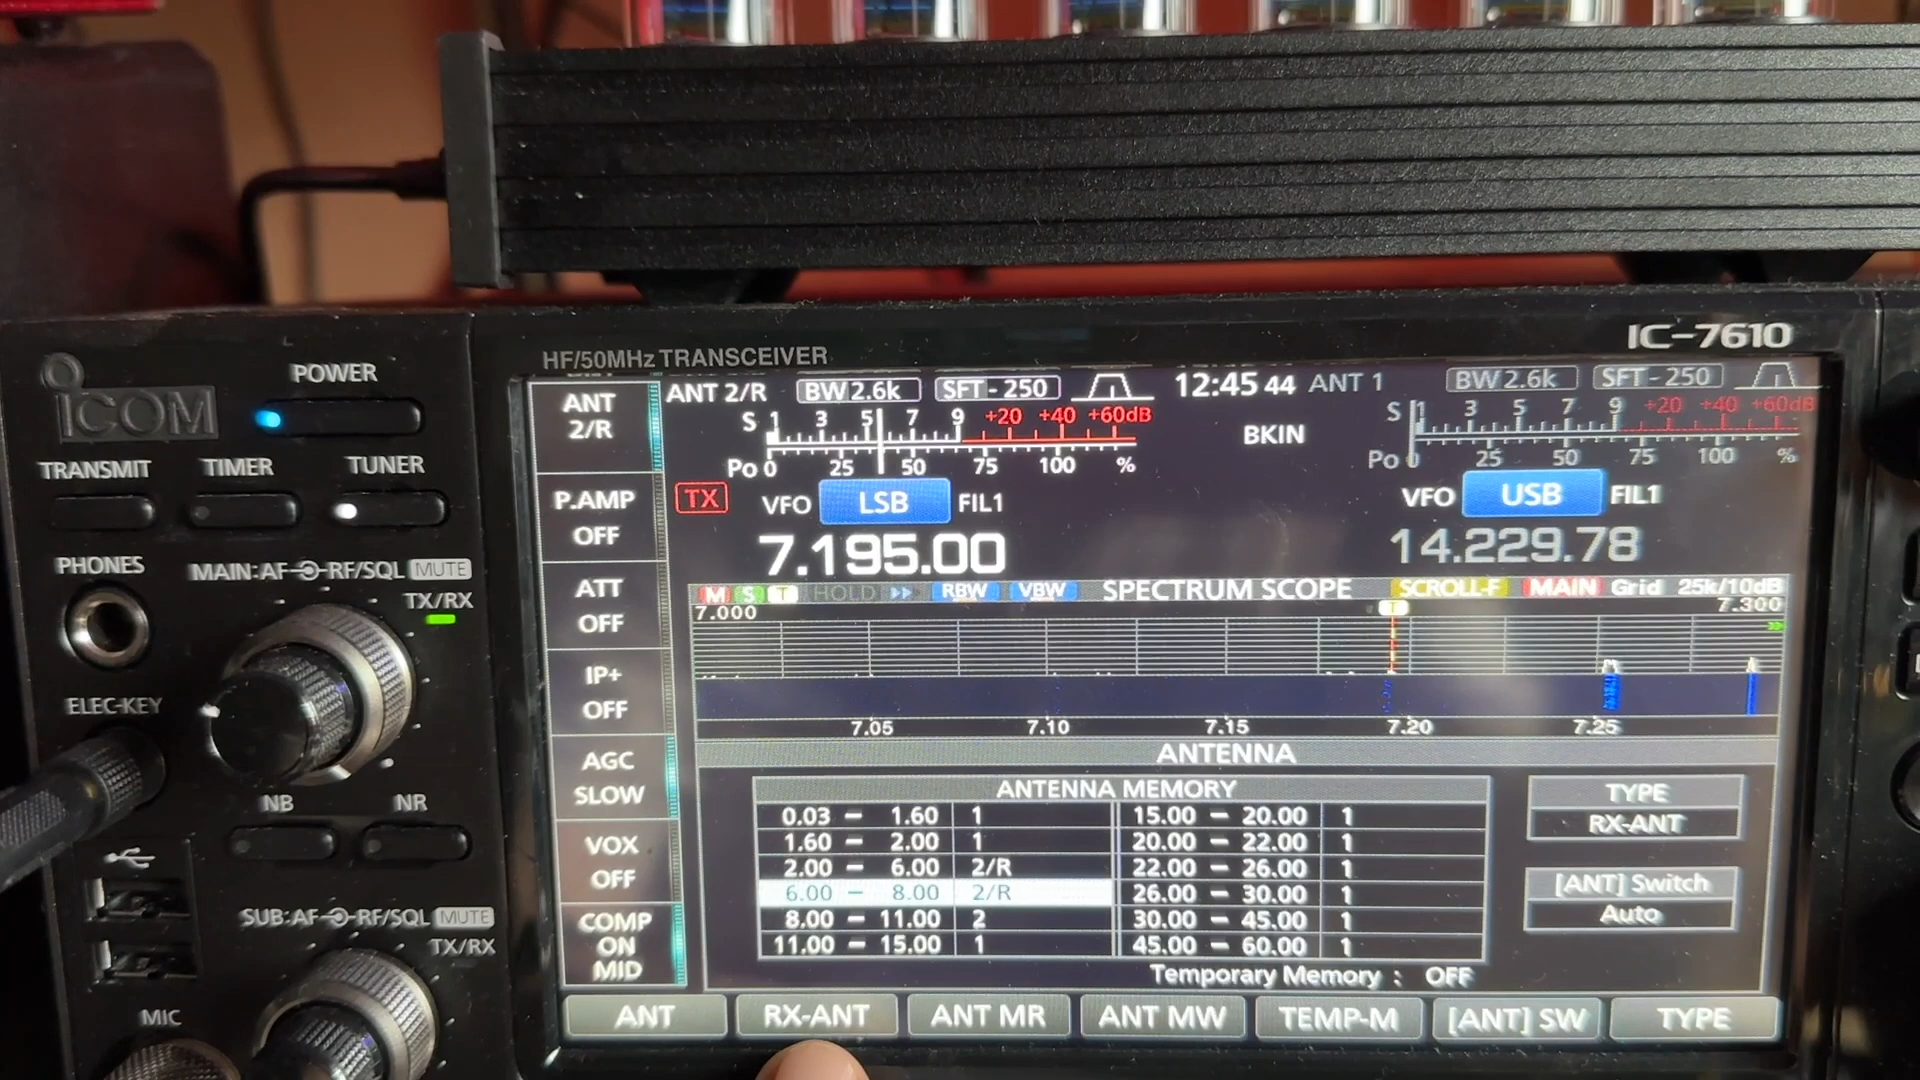 IC-7610
HF/50MHz TRANSCEIVER
ICOM
POWER
TRANSMIT TIMER TUNER
PHONES
MAIN:AF RF/SQL MUTE
TX/RX
ELEC-KEY
NB NR
SUB:AF RF/SQL MUTE
TX/RX
MIC
ANT
2/R
P.AMP
OFF
ATT
OFF
IP+
OFF
AGC
SLOW
VOX
OFF
COMP
ON
MID
ANT 2/R BW 2.6k SFT - 250 12:45 44 ANT 1 BW 2.6k SFT - 250
S 1 3 5 7 9 +20 +40 +60dB
Po 0 25 50 75 100 %
BKIN
S 1 3 5 7 9 +20 +40 +60dB
Po 0 25 50 75 100 %
TX VFO LSB FIL1
VFO USB FIL1
7.195.00
14.229.78
M S T HOLD RBW VBW SPECTRUM SCOPE SCROLL-F MAIN Grid 25k/10dB
7.000 T 7.300
7.05 7.10 7.15 7.20 7.25
ANTENNA
ANTENNA MEMORY
0.03 - 1.60 1 15.00 - 20.00 1
1.60 - 2.00 1 20.00 - 22.00 1
2.00 - 6.00 2/R 22.00 - 26.00 1
6.00 - 8.00 2/R 26.00 - 30.00 1
8.00 - 11.00 2 30.00 - 45.00 1
11.00 - 15.00 1 45.00 - 60.00 1
Temporary Memory : OFF
TYPE
RX-ANT
[ANT] Switch
Auto
ANT RX-ANT ANT MR ANT MW TEMP-M [ANT] SW TYPE